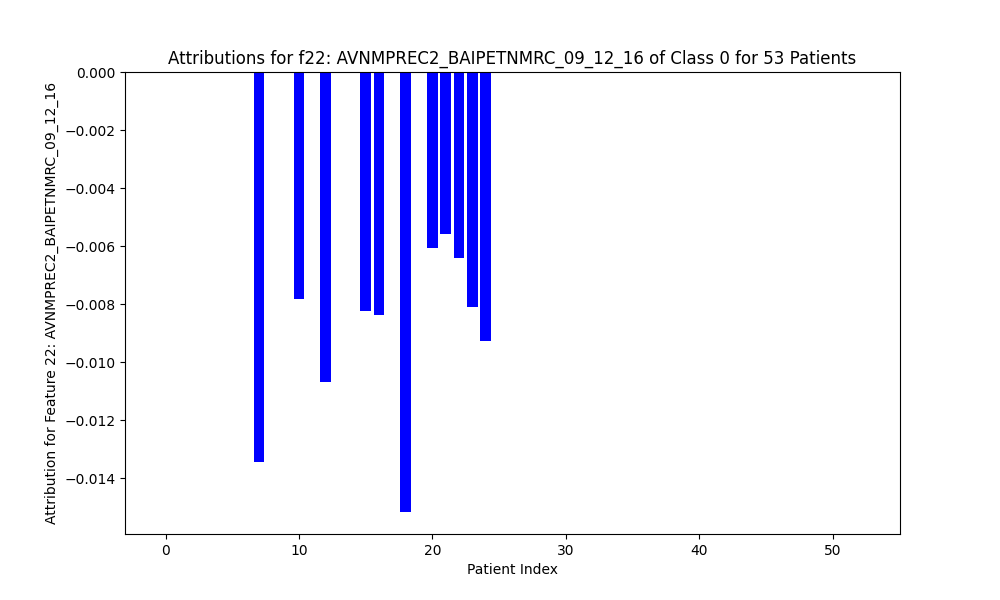 Attributions for f22: AVNMPREC2_BAIPETNMRC_09_12_16 of Class 0 for 53 Patients
Attribution for Feature 22: AVNMPREC2_BAIPETNMRC_09_12_16
0.000
−0.002
−0.004
−0.006
−0.008
−0.010
−0.012
−0.014
0 10 20 30 40 50
Patient Index